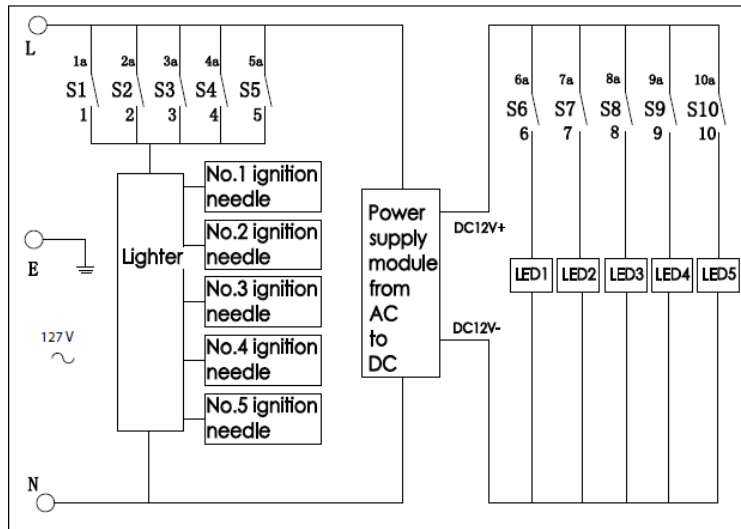 L
1a 2a 3a 4a 5a
S1 S2 S3 S4 S5
1 2 3 4 5
6a 7a 8a 9a 10a
S6 S7 S8 S9 S10
6 7 8 9 10
Lighter
No.1 ignition
needle
No.2 ignition
needle
No.3 ignition
needle
No.4 ignition
needle
No.5 ignition
needle
Power
supply
module
from
AC
to
DC
DC12V+
DC12V-
LED1 LED2 LED3 LED4 LED5
E
127V
N